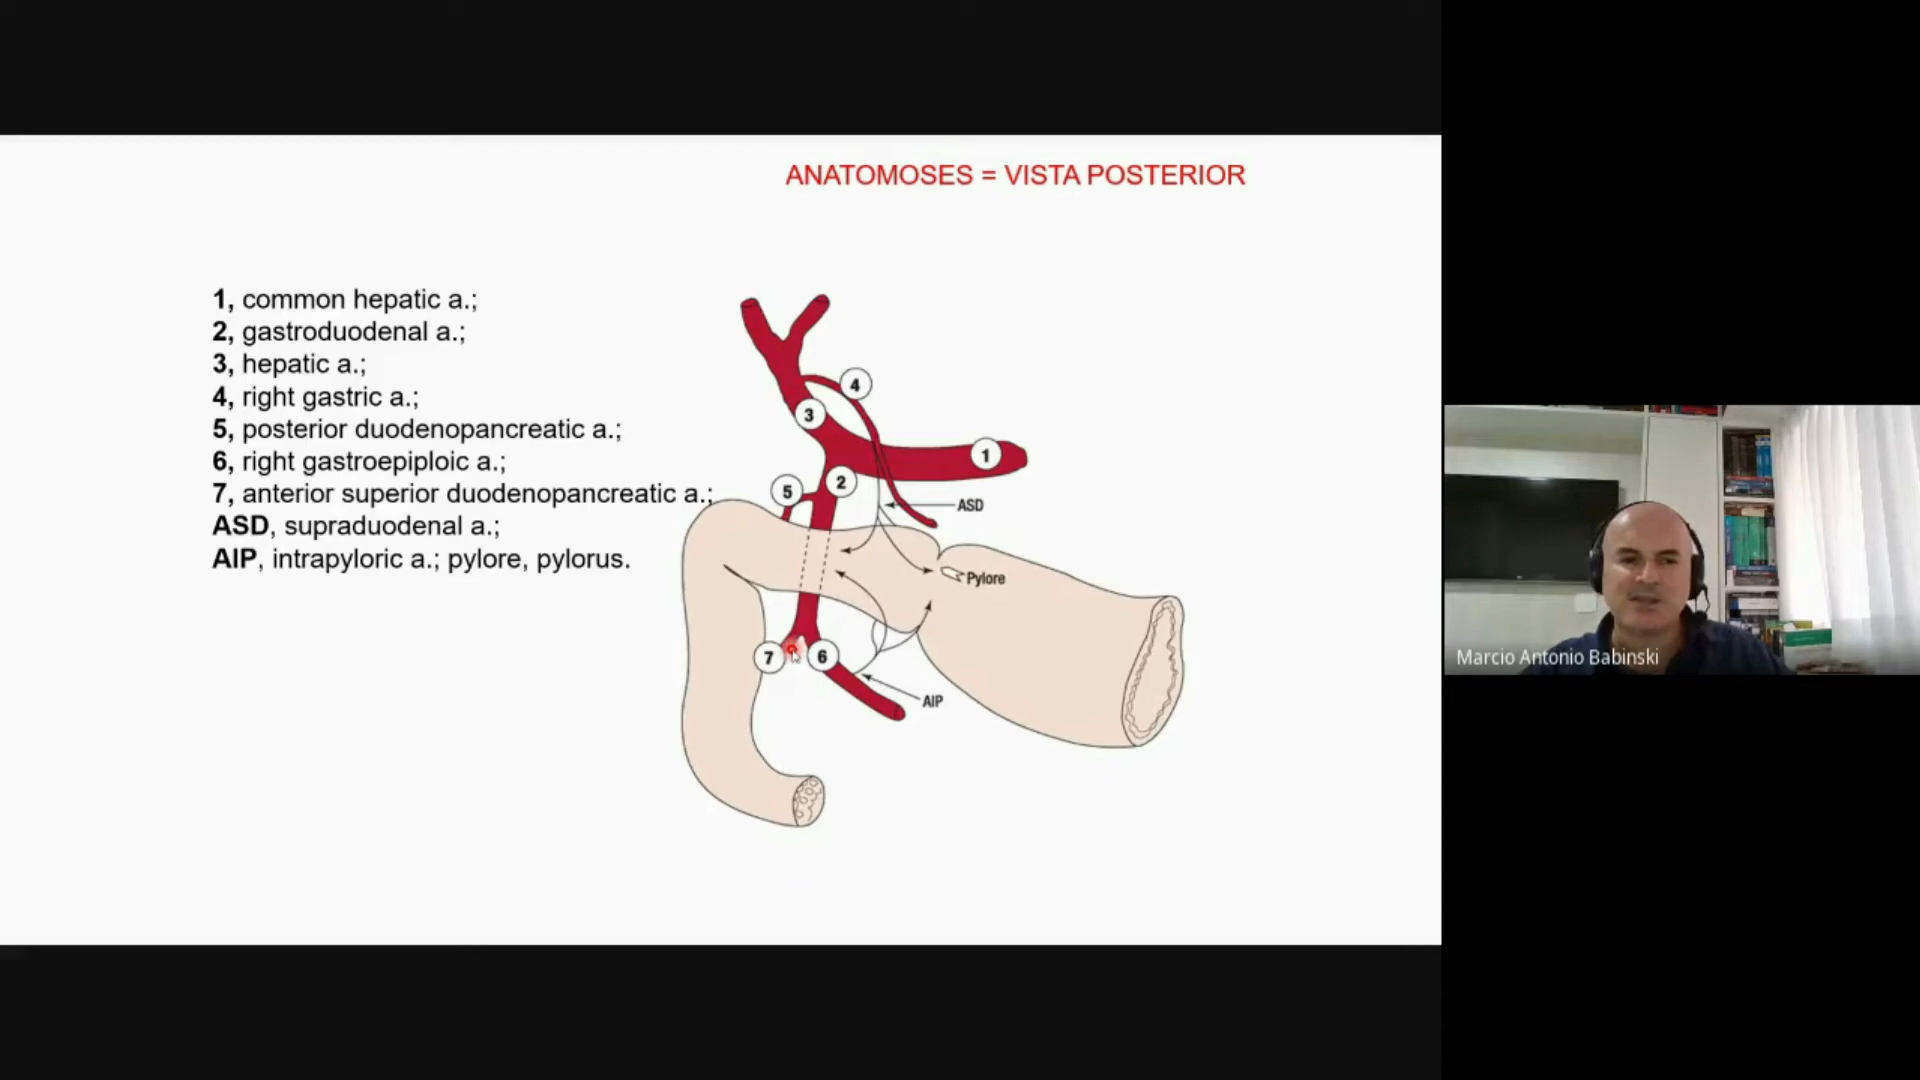 ANATOMOSES = VISTA POSTERIOR
1, common hepatic a.;
2, gastroduodenal a.;
3, hepatic a.;
4, right gastric a.;
5, posterior duodenopancreatic a.;
6, right gastroepiploic a.;
7, anterior superior duodenopancreatic a.;
ASD, supraduodenal a.;
AIP, intrapyloric a.; pylore, pylorus.
4
3
1
2
5
ASD
Pylore
7
6
AIP
Marcio Antonio Babinski